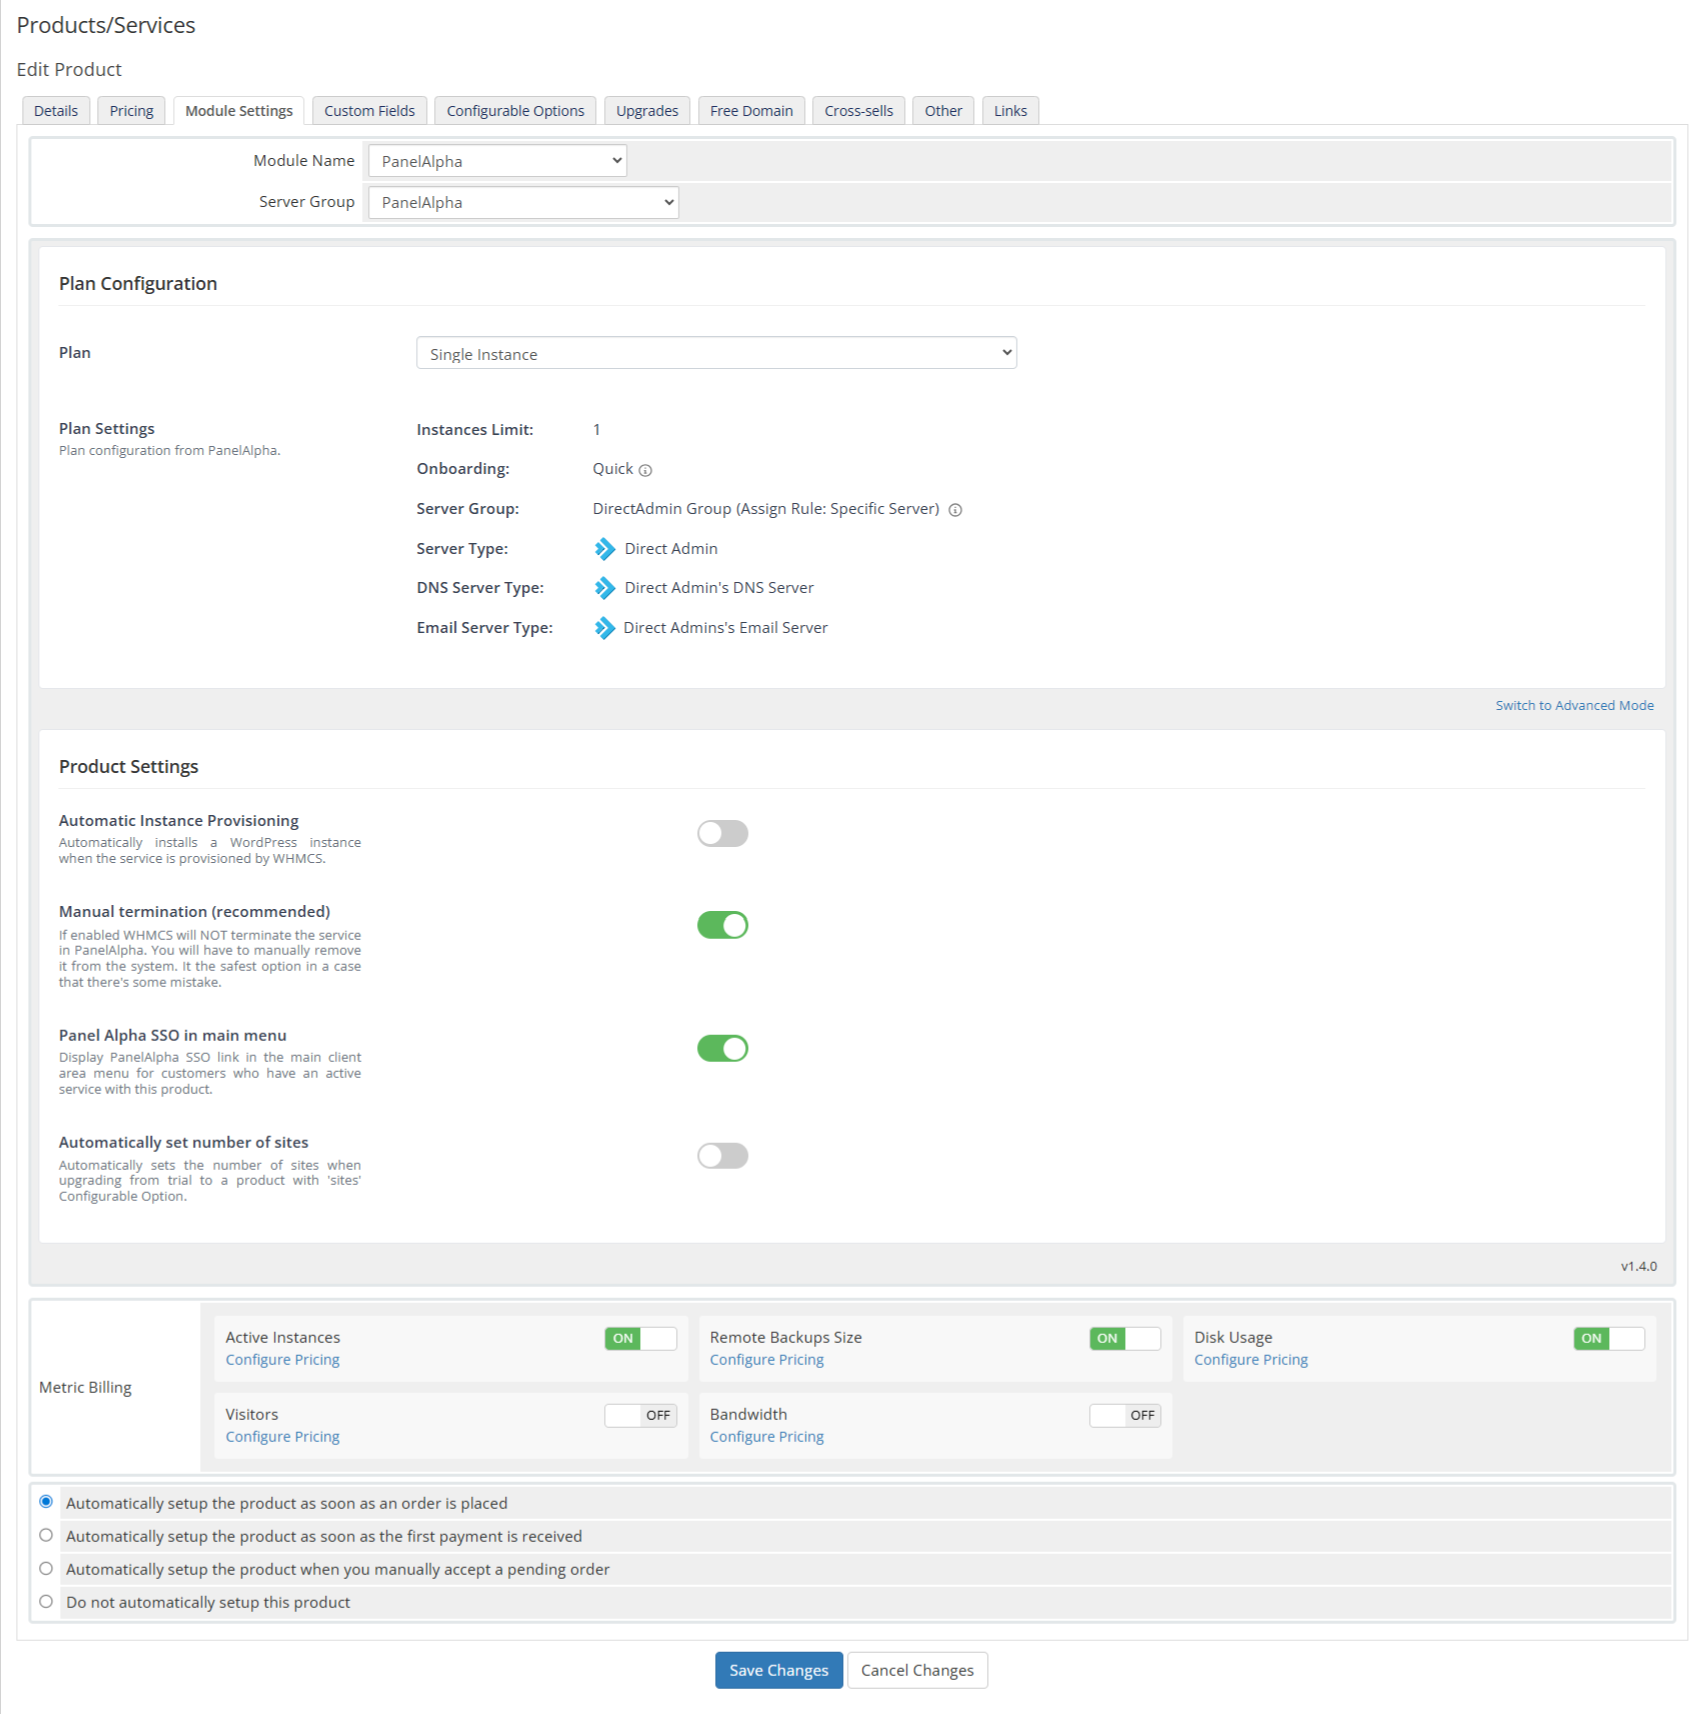 Products/Services
Edit Product
Details Pricing Module Settings Custom Fields Configurable Options Upgrades Free Domain Cross-sells Other Links
Module Name PanelAlpha
Server Group PanelAlpha
Plan Configuration
Plan Single Instance
Plan Settings
Plan configuration from PanelAlpha.
Instances Limit: 1
Onboarding: Quick
Server Group: DirectAdmin Group (Assign Rule: Specific Server)
Server Type: Direct Admin
DNS Server Type: Direct Admin's DNS Server
Email Server Type: Direct Admins's Email Server
Switch to Advanced Mode
Product Settings
Automatic Instance Provisioning
Automatically installs a WordPress instance
when the service is provisioned by WHMCS.
Manual termination (recommended)
If enabled WHMCS will NOT terminate the service
in PanelAlpha. You will have to manually remove
it from the system. It the safest option in a case
that there's some mistake.
Panel Alpha SSO in main menu
Display PanelAlpha SSO link in the main client
area menu for customers who have an active
service with this product.
Automatically set number of sites
Automatically sets the number of sites when
upgrading from trial to a product with 'sites'
Configurable Option.
v1.4.0
Metric Billing
Active Instances ON
Configure Pricing
Remote Backups Size ON
Configure Pricing
Disk Usage ON
Configure Pricing
Visitors OFF
Configure Pricing
Bandwidth OFF
Configure Pricing
Automatically setup the product as soon as an order is placed
Automatically setup the product as soon as the first payment is received
Automatically setup the product when you manually accept a pending order
Do not automatically setup this product
Save Changes Cancel Changes